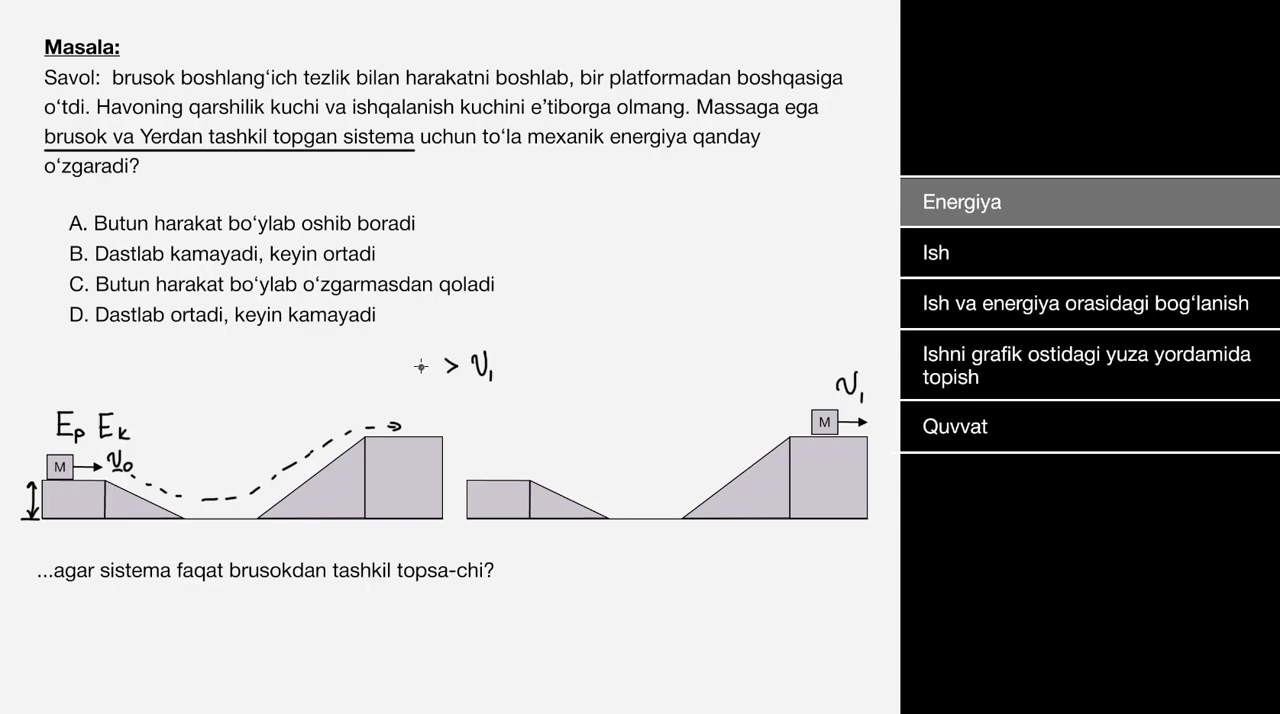 Masala:
Savol: brusok boshlang‘ich tezlik bilan harakatni boshlab, bir platformadan boshqasiga
o‘tdi. Havoning qarshilik kuchi va ishqalanish kuchini e’tiborga olmang. Massaga ega
brusok va Yerdan tashkil topgan sistema uchun to‘la mexanik energiya qanday
o‘zgaradi?
A. Butun harakat bo‘ylab oshib boradi
B. Dastlab kamayadi, keyin ortadi
C. Butun harakat bo‘ylab o‘zgarmasdan qoladi
D. Dastlab ortadi, keyin kamayadi
> v₁
v₁
M
Eₚ Eₖ
M
v₀
...agar sistema faqat brusokdan tashkil topsa-chi?
Energiya
Ish
Ish va energiya orasidagi bog‘lanish
Ishni grafik ostidagi yuza yordamida
topish
Quvvat